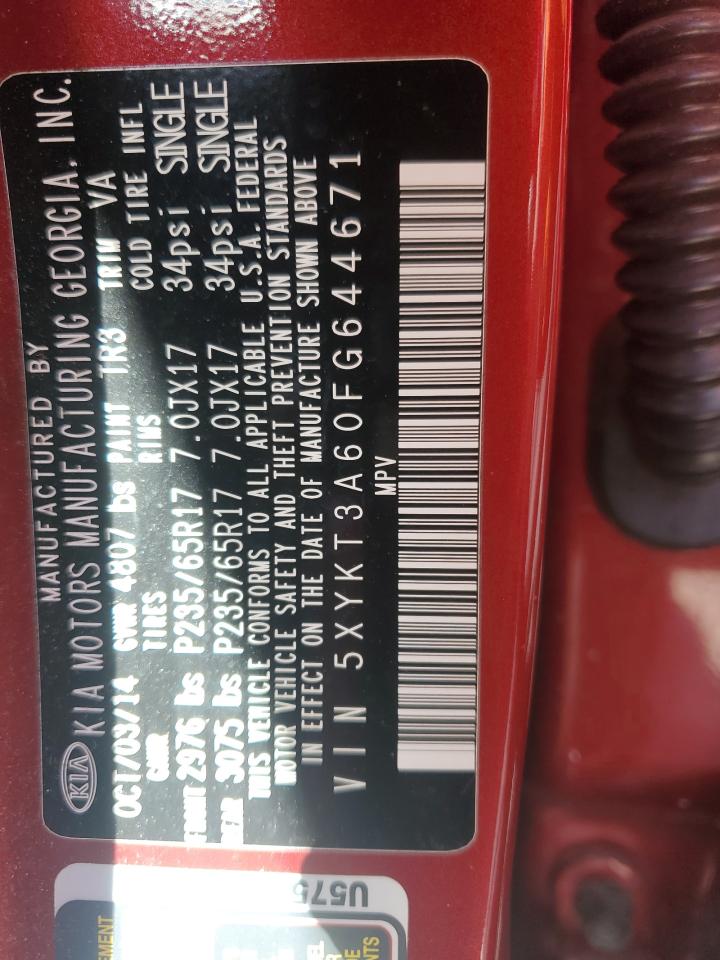 MANUFACTURED BY
KIA KIA MOTORS MANUFACTURING GEORGIA, INC.
OCT/03/14 GVWR 4807 lbs PAINT TR3 TRIM VA
GAWR TIRES RIMS COLD TIRE INFL
FRONT 2976 lbs P235/65R17 7.0JX17 34psi SINGLE
REAR 3075 lbs P235/65R17 7.0JX17 34psi SINGLE
THIS VEHICLE CONFORMS TO ALL APPLICABLE U.S.A. FEDERAL
MOTOR VEHICLE SAFETY AND THEFT PREVENTION STANDARDS
IN EFFECT ON THE DATE OF MANUFACTURE SHOWN ABOVE
VIN 5XYKT3A60FG644671
MPV
U575